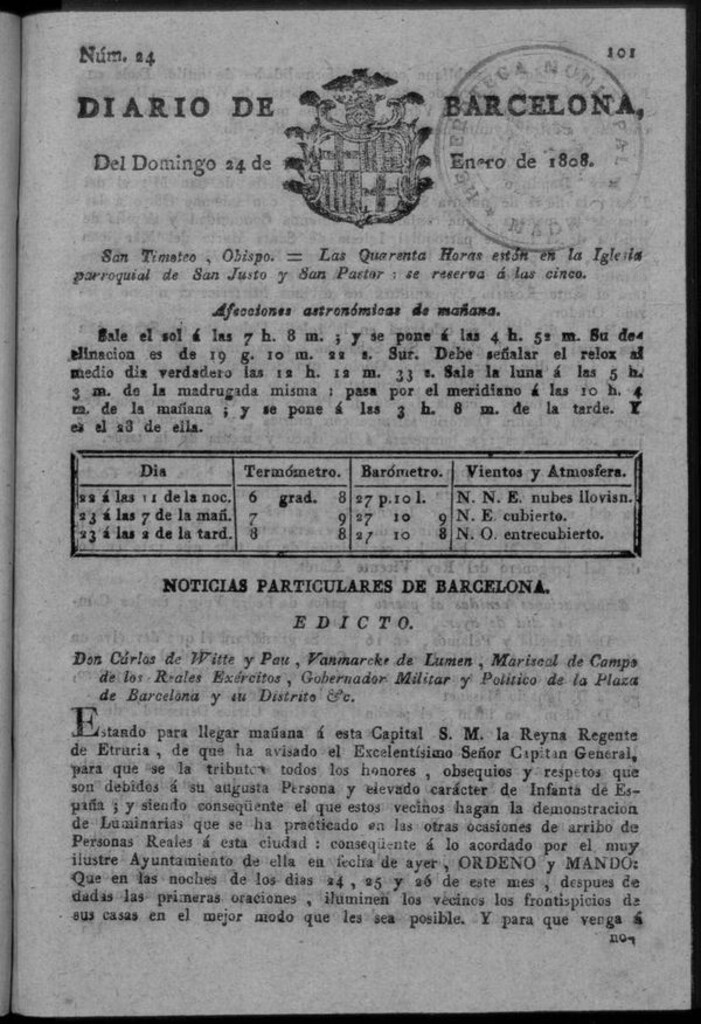 Núm. 24
101
DIARIO DE BARCELONA,
Del Domingo 24 de Enero de 1808.
San Timoteo, Obispo. = Las Quarenta Horas están en la Iglesia
parroquial de San Justo y San Pastor: se reserva á las cinco.
Afecciones astronómicas de mañana.
Sale el sol á las 7 h. 8 m.; y se pone á las 4 h. 52 m. Su de-
clinacion es de 19 g. 10 m. 22 s. Sur. Debe señalar el relox al
medio dia verdadero las 12 h. 12 m. 33 s. Sale la luna á las 5 h.
3 m. de la madrugada misma: pasa por el meridiano á las 10 h. 4
m. de la mañana; y se pone á las 3 h. 8 m. de la tarde. Y
es el 28 de ella.
Dia Termómetro. Barómetro. Vientos y Atmosfera.
22 á las 11 de la noc. 6 grad. 8 27 p. 10 l. N. N. E. nubes llovisn.
23 á las 7 de la mañ. 7 9 27 10 9 N. E. cubierto.
23 á las 2 de la tard. 8 8 27 10 8 N. O. entrecubierto.
NOTICIAS PARTICULARES DE BARCELONA.
EDICTO.
Don Cárlos de Witte y Pau, Vanmarcke de Lumen, Mariscal de Campo
de los Reales Exércitos, Gobernador Militar y Político de la Plaza
de Barcelona y su Distrito &c.
Estando para llegar mañana á esta Capital S. M. la Reyna Regente
de Etruria, de que ha avisado el Excelentísimo Señor Capitan General,
para que se la tributen todos los honores, obsequios y respetos que
son debidos á su augusta Persona y elevado carácter de Infanta de Es-
paña; y siendo conseqüente el que estos vecinos hagan la demonstracion
de Luminarias que se ha practicado en las otras ocasiones de arribo de
Personas Reales á esta ciudad: conseqüente á lo acordado por el muy
ilustre Ayuntamiento de ella en fecha de ayer, ORDENO y MANDO:
Que en las noches de los dias 24, 25 y 26 de este mes, despues de
dadas las primeras oraciones, iluminen los vecinos los frontispicios de
sus casas en el mejor modo que les sea posible. Y para que venga á
no-